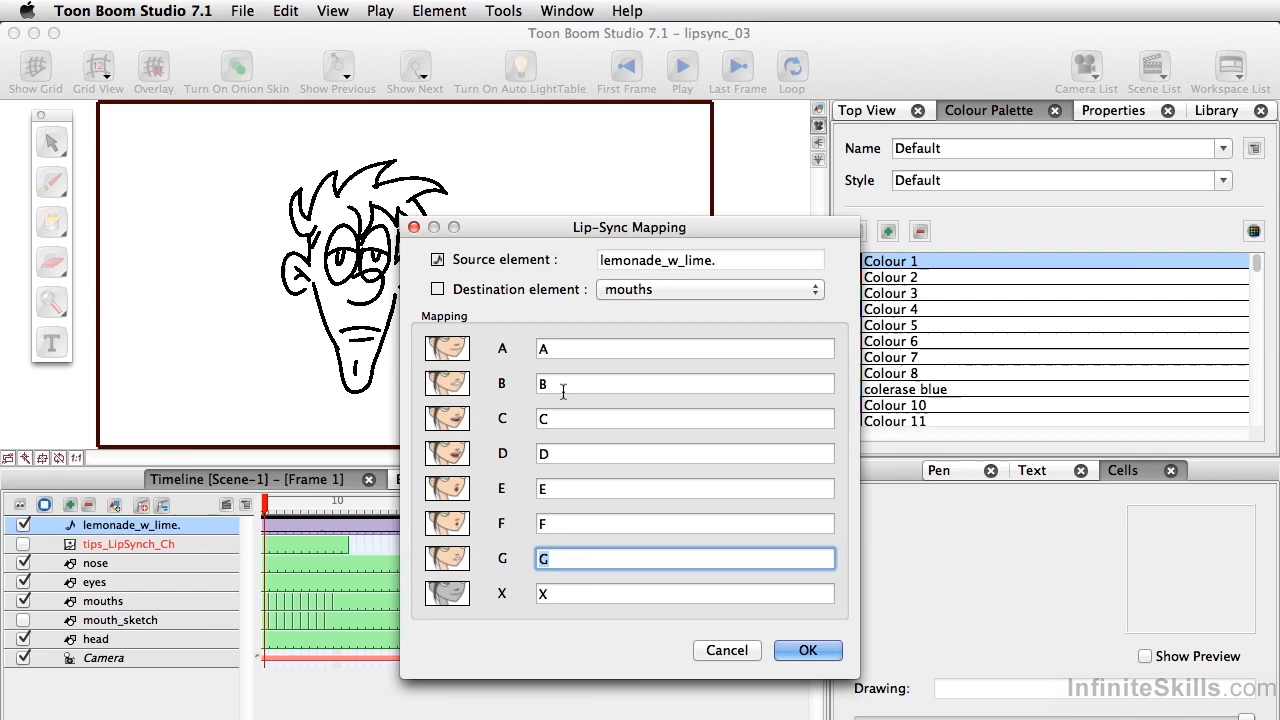 Toon Boom Studio 7.1 File Edit View Play Element Tools Window Help
Toon Boom Studio 7.1 - lipsync_03
Show Grid Grid View Overlay Turn On Onion Skin Show Previous Show Next Turn On Auto LightTable First Frame Play Last Frame Loop Camera List Scene List Workspace List
Top View Colour Palette Properties Library
Name Default
Style Default
Colour 1
Colour 2
Colour 3
Colour 4
Colour 5
Colour 6
Colour 7
Colour 8
colerase blue
Colour 10
Colour 11
T
Lip-Sync Mapping
Source element : lemonade_w_lime.
Destination element : mouths
Mapping
A A
B B
C C
D D
E E
F F
G G
X X
Cancel OK
1:1
Timeline [Scene-1] - [Frame 1]
10
lemonade_w_lime.
tips_LipSynch_Ch
nose
eyes
mouths
mouth_sketch
head
Camera
Pen Text Cells
Show Preview
Drawing:
InfiniteSkills.com